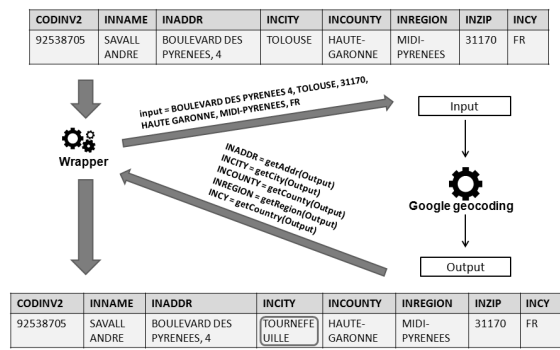 CODINV2 INNAME INADDR INCITY INCOUNTY INREGION INZIP INCY
92538705 SAVALL BOULEVARD DES TOLOUSE HAUTE- MIDI- 31170 FR
ANDRE PYRENEES, 4 GARONNE PYRENEES
input = BOULEVARD DES PYRENEES 4, TOLOUSE, 31170,
HAUTE GARONNE, MIDI-PYRENEES, FR
Input
Wrapper
INADDR = getAddr(Output)
INCITY = getCity(Output)
INCOUNTY = getCounty(Output)
INREGION = getRegion(Output)
INCY = getCountry(Output)
Google geocoding
Output
CODINV2 INNAME INADDR INCITY INCOUNTY INREGION INZIP INCY
92538705 SAVALL BOULEVARD DES TOURNEFE HAUTE- MIDI- 31170 FR
ANDRE PYRENEES, 4 UILLE GARONNE PYRENEES